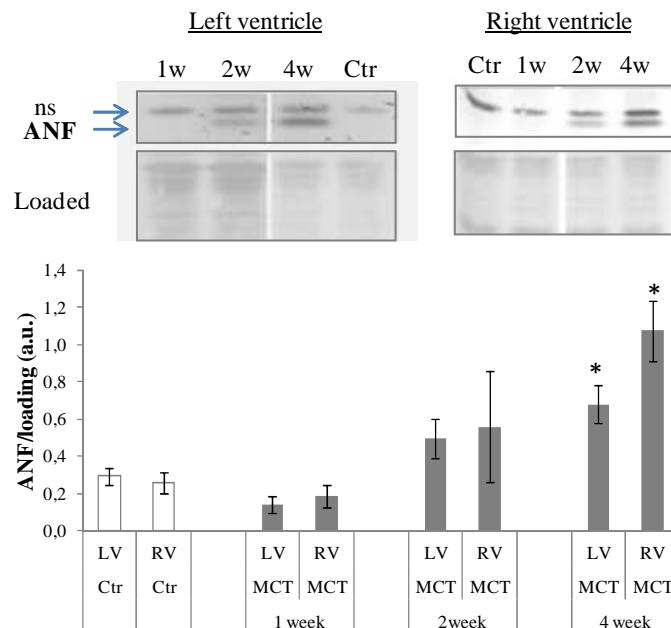 Left ventricle Right ventricle
1w 2w 4w Ctr Ctr 1w 2w 4w
ns
ANF
Loaded
ANF/loading (a.u.)
1,4
1,2
1,0
0,8
0,6
0,4
0,2
0,0
* *
LV RV LV RV LV RV LV RV
Ctr Ctr MCT MCT MCT MCT MCT MCT
1 week 2week 4 week